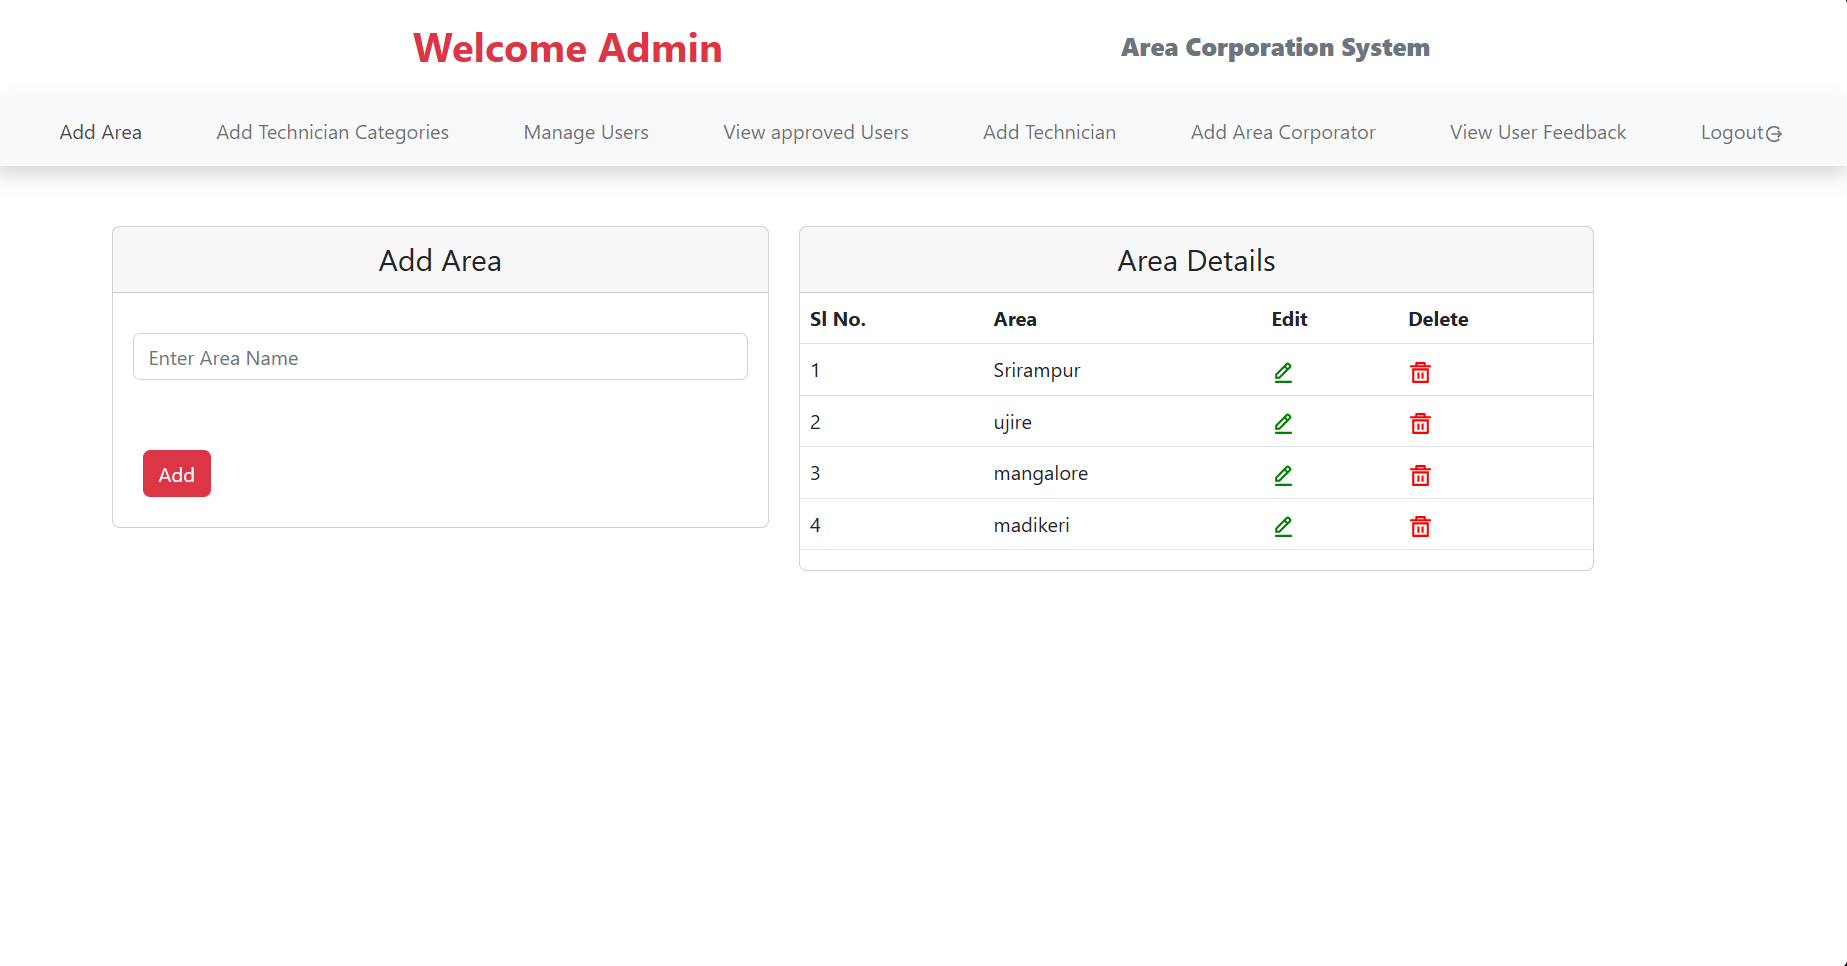 Welcome Admin
Area Corporation System
Add Area Add Technician Categories Manage Users View approved Users Add Technician Add Area Corporator View User Feedback Logout
Add Area
Enter Area Name
Add
Area Details
Sl No. Area Edit Delete
1 Srirampur
2 ujire
3 mangalore
4 madikeri